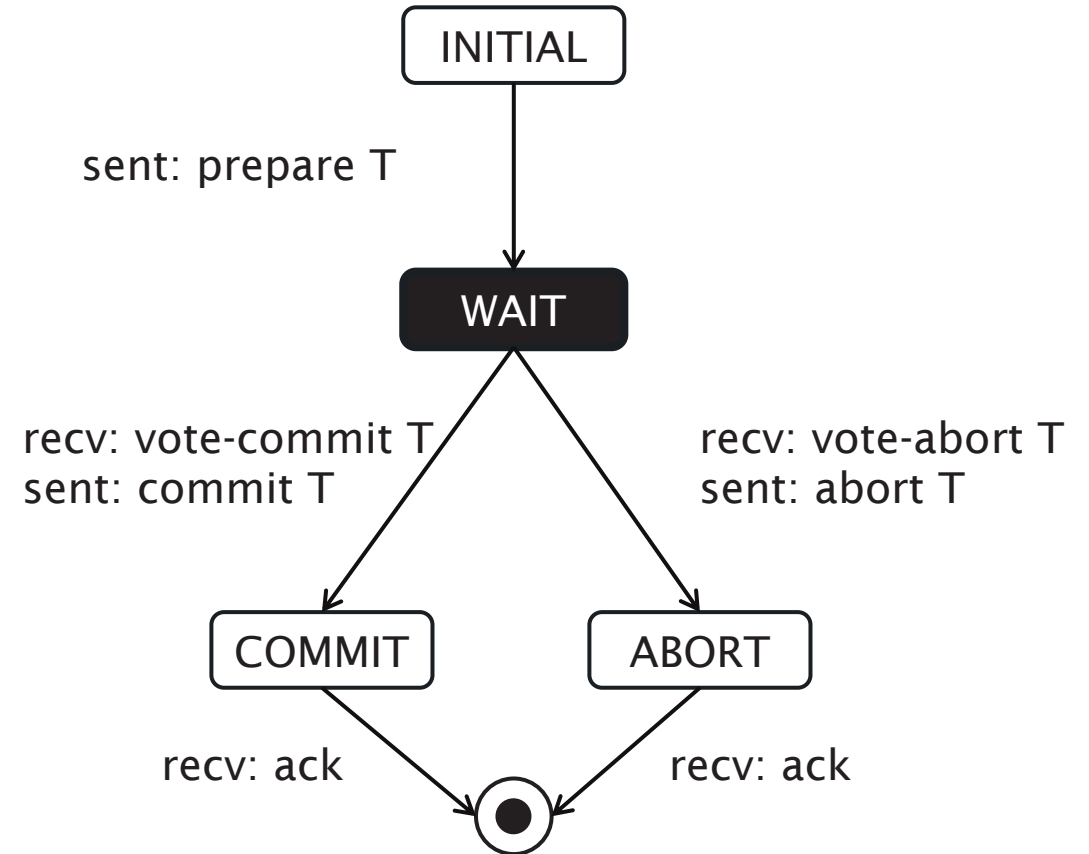 INITIAL
sent: prepare T
WAIT
recv: vote-commit T
sent: commit T
recv: vote-abort T
sent: abort T
COMMIT
ABORT
recv: ack
recv: ack